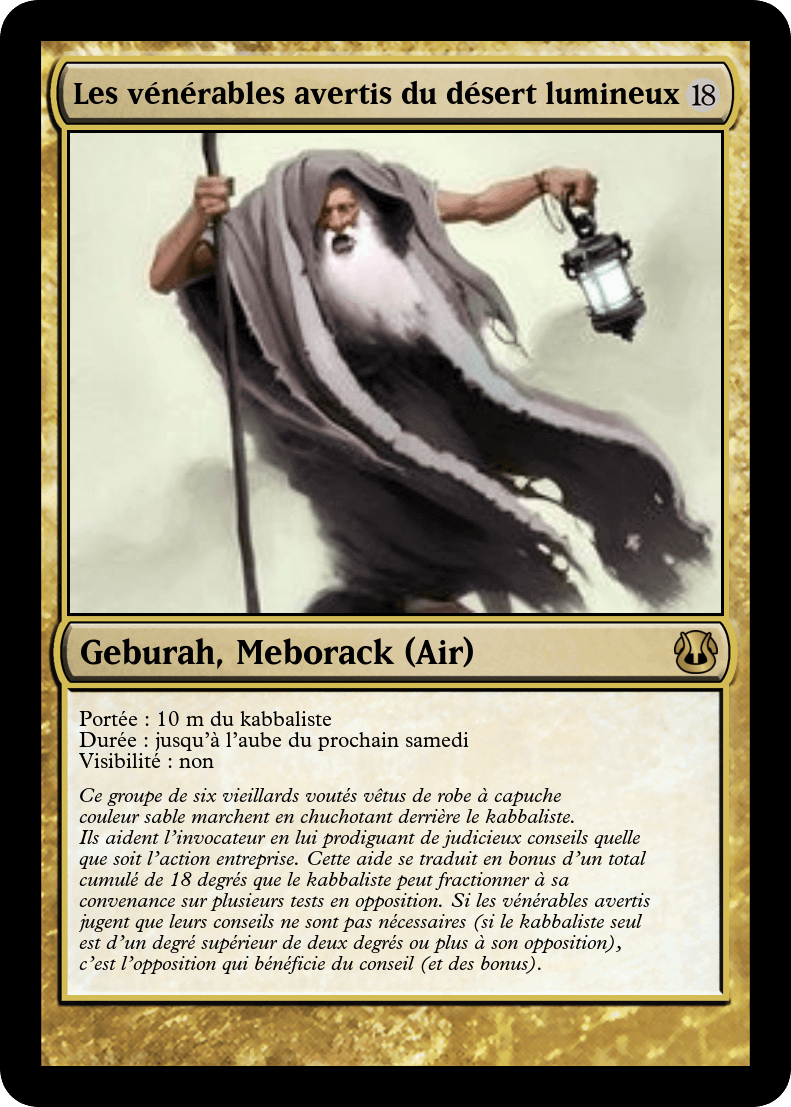 Les vénérables avertis du désert lumineux 18
Geburah, Meborack (Air)
Portée : 10 m du kabbaliste
Durée : jusqu'à l'aube du prochain samedi
Visibilité : non
Ce groupe de six vieillards voutés vêtus de robe à capuche
couleur sable marchent en chuchotant derrière le kabbaliste.
Ils aident l'invocateur en lui prodiguant de judicieux conseils quelle
que soit l'action entreprise. Cette aide se traduit en bonus d'un total
cumulé de 18 degrés que le kabbaliste peut fractionner à sa
convenance sur plusieurs tests en opposition. Si les vénérables avertis
jugent que leurs conseils ne sont pas nécessaires (si le kabbaliste seul
est d'un degré supérieur de deux degrés ou plus à son opposition),
c'est l'opposition qui bénéficie du conseil (et des bonus).